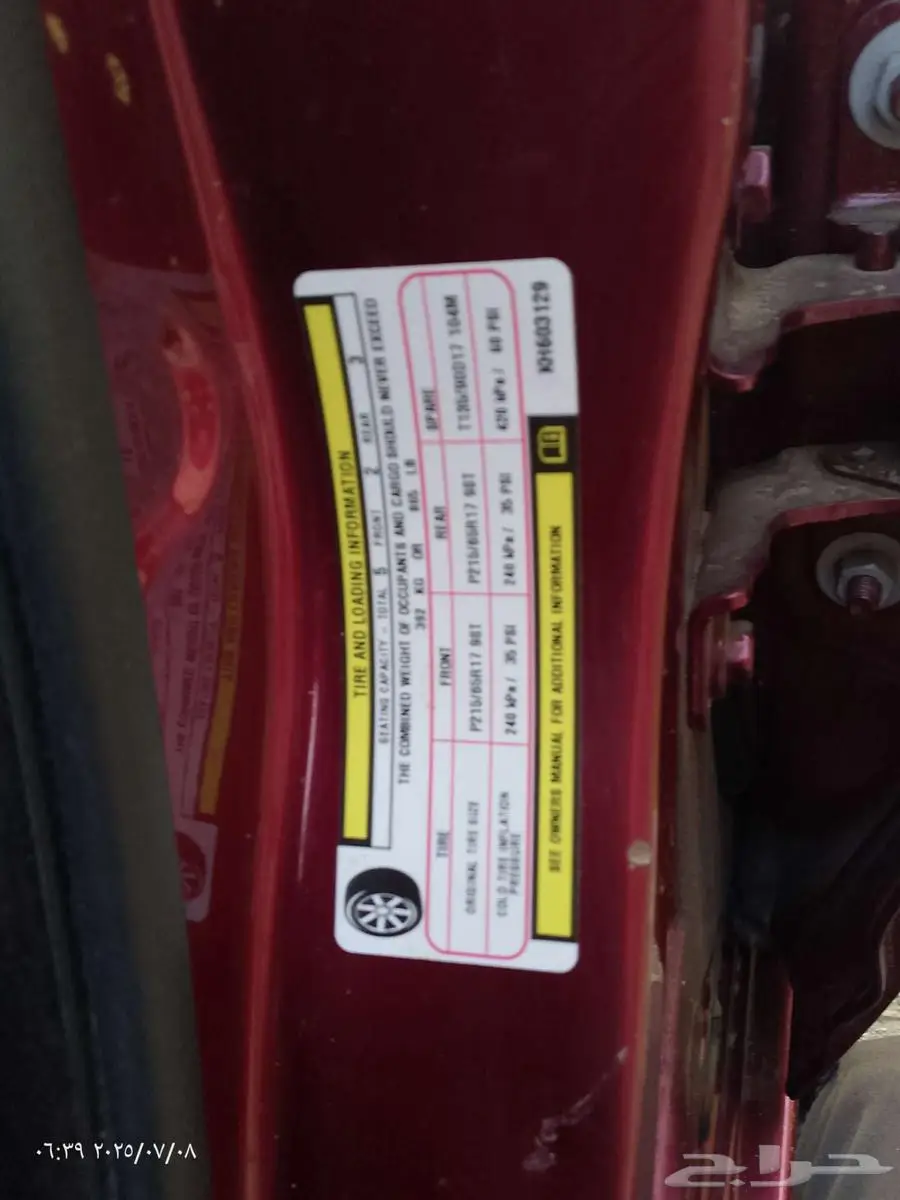 TIRE AND LOADING INFORMATION
SEATING CAPACITY - TOTAL 5 FRONT 2 REAR 3
THE COMBINED WEIGHT OF OCCUPANTS AND CARGO SHOULD NEVER EXCEED
392 KG OR 865 LB
TIRE FRONT REAR SPARE
ORIGINAL TIRE SIZE P215/65R17 98T P215/65R17 98T T135/90D17 104M
COLD TIRE INFLATION PRESSURE 240 kPa / 35 PSI 240 kPa / 35 PSI 420 kPa / 60 PSI
SEE OWNERS MANUAL FOR ADDITIONAL INFORMATION
KH603129
٠٦:٣٩ ٢٠٢٥/٠٧/٠٨
حراج